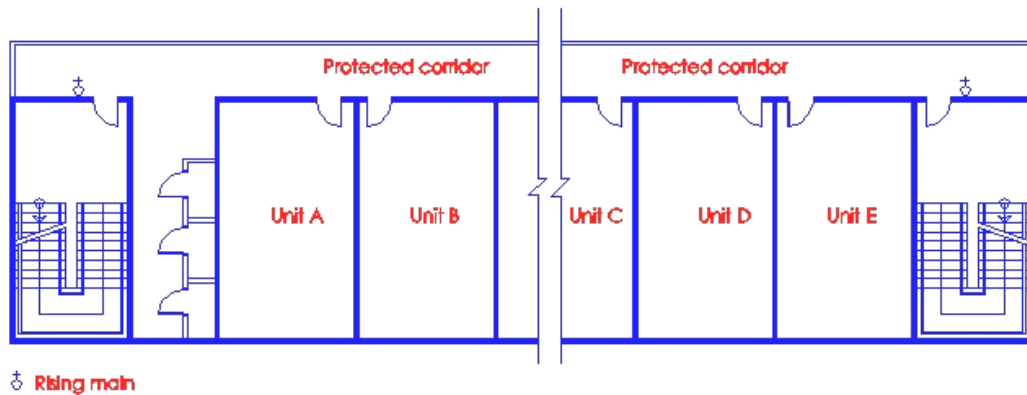 Protected corridor
Protected corridor
Unit A
Unit B
Unit C
Unit D
Unit E
Rising main